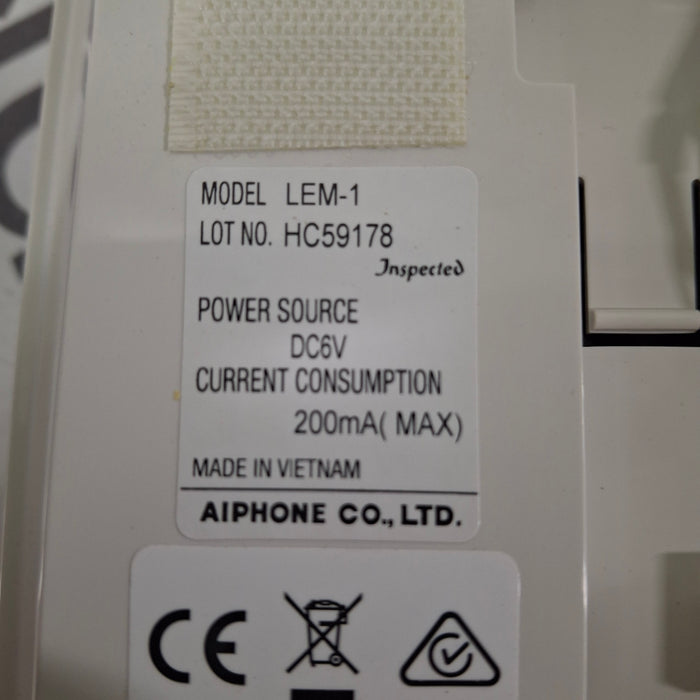 MODEL LEM-1
LOT NO. HC59178
Inspected
POWER SOURCE
DC6V
CURRENT CONSUMPTION
200mA( MAX)
MADE IN VIETNAM
AIPHONE CO., LTD.
CE